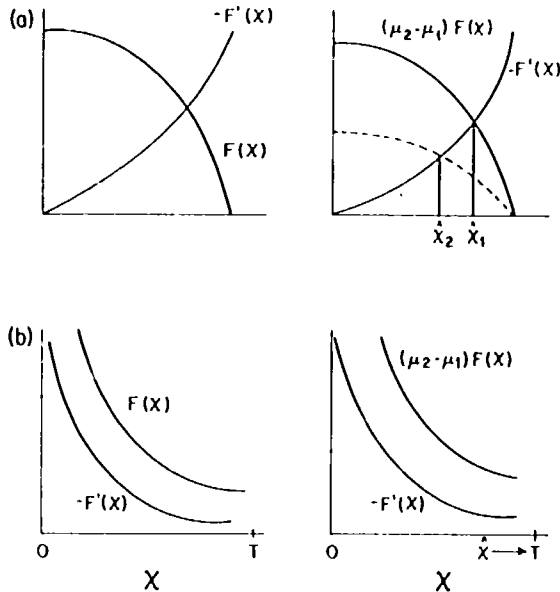 (a)
-F'(χ)
F(χ)
(μ₂-μ₁) F(χ)
-F'(χ)
χ̂₂ χ̂₁
(b)
F(χ)
-F'(χ)
0 T
χ
(μ₂-μ₁) F(χ)
-F'(χ)
0 χ̂ → T
χ